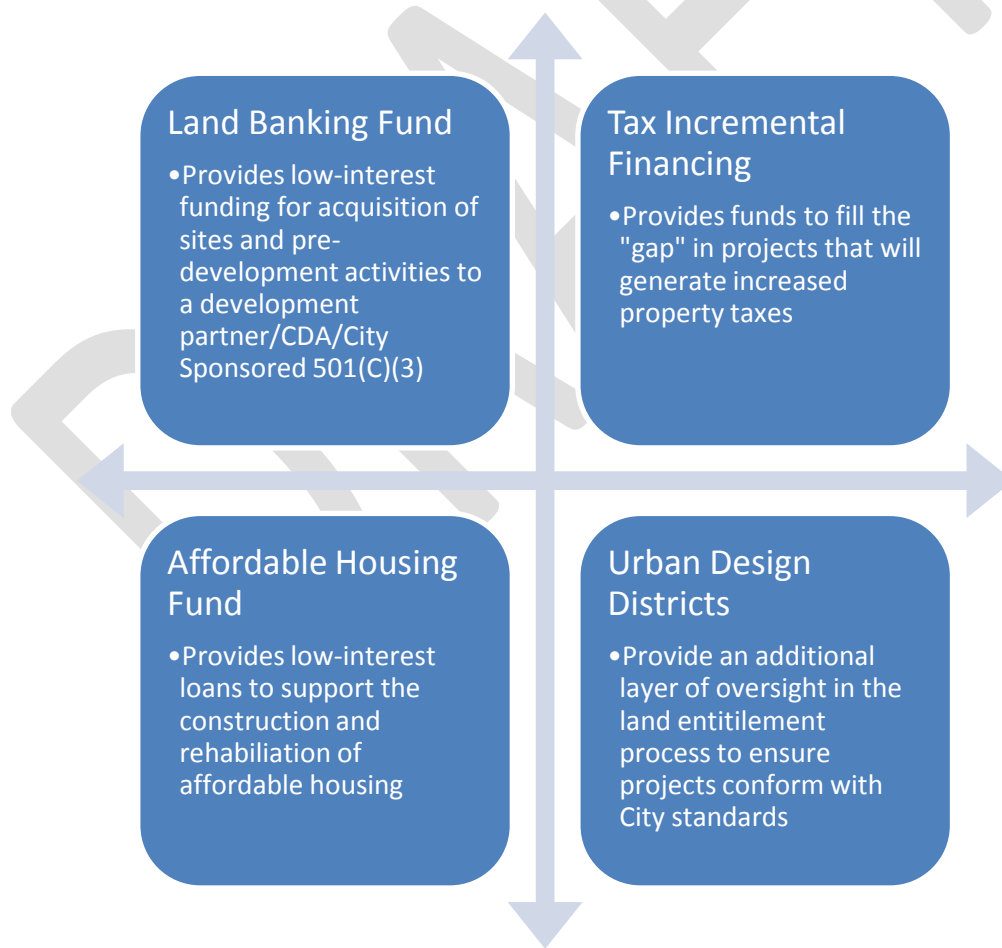 Land Banking Fund
•Provides low-interest
funding for acquisition of
sites and pre-
development activities to
a development
partner/CDA/City
Sponsored 501(C)(3)
Tax Incremental
Financing
•Provides funds to fill the
"gap" in projects that will
generate increased
property taxes
Affordable Housing
Fund
•Provides low-interest
loans to support the
construction and
rehabiliation of
affordable housing
Urban Design
Districts
•Provide an additional
layer of oversight in the
land entitilement
process to ensure
projects conform with
City standards